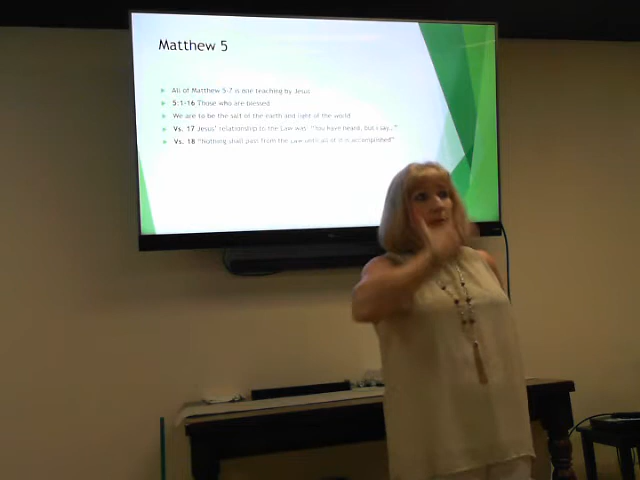 Matthew 5
All of Matthew 5-7 is one teaching by Jesus
5:1-16 Those who are blessed
We are to be the salt of the earth and light of the world
Vs. 17 Jesus' relationship to the Law was "You have heard, but I say…"
Vs. 18 "Nothing shall pass from the Law until all of it is accomplished"